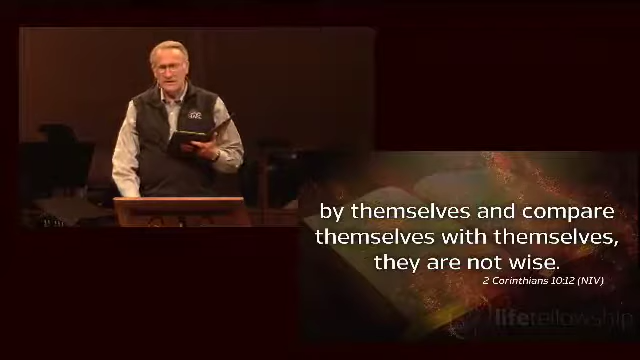 by themselves and compare
themselves with themselves,
they are not wise.
2 Corinthians 10:12 (NIV)
lifefellowship